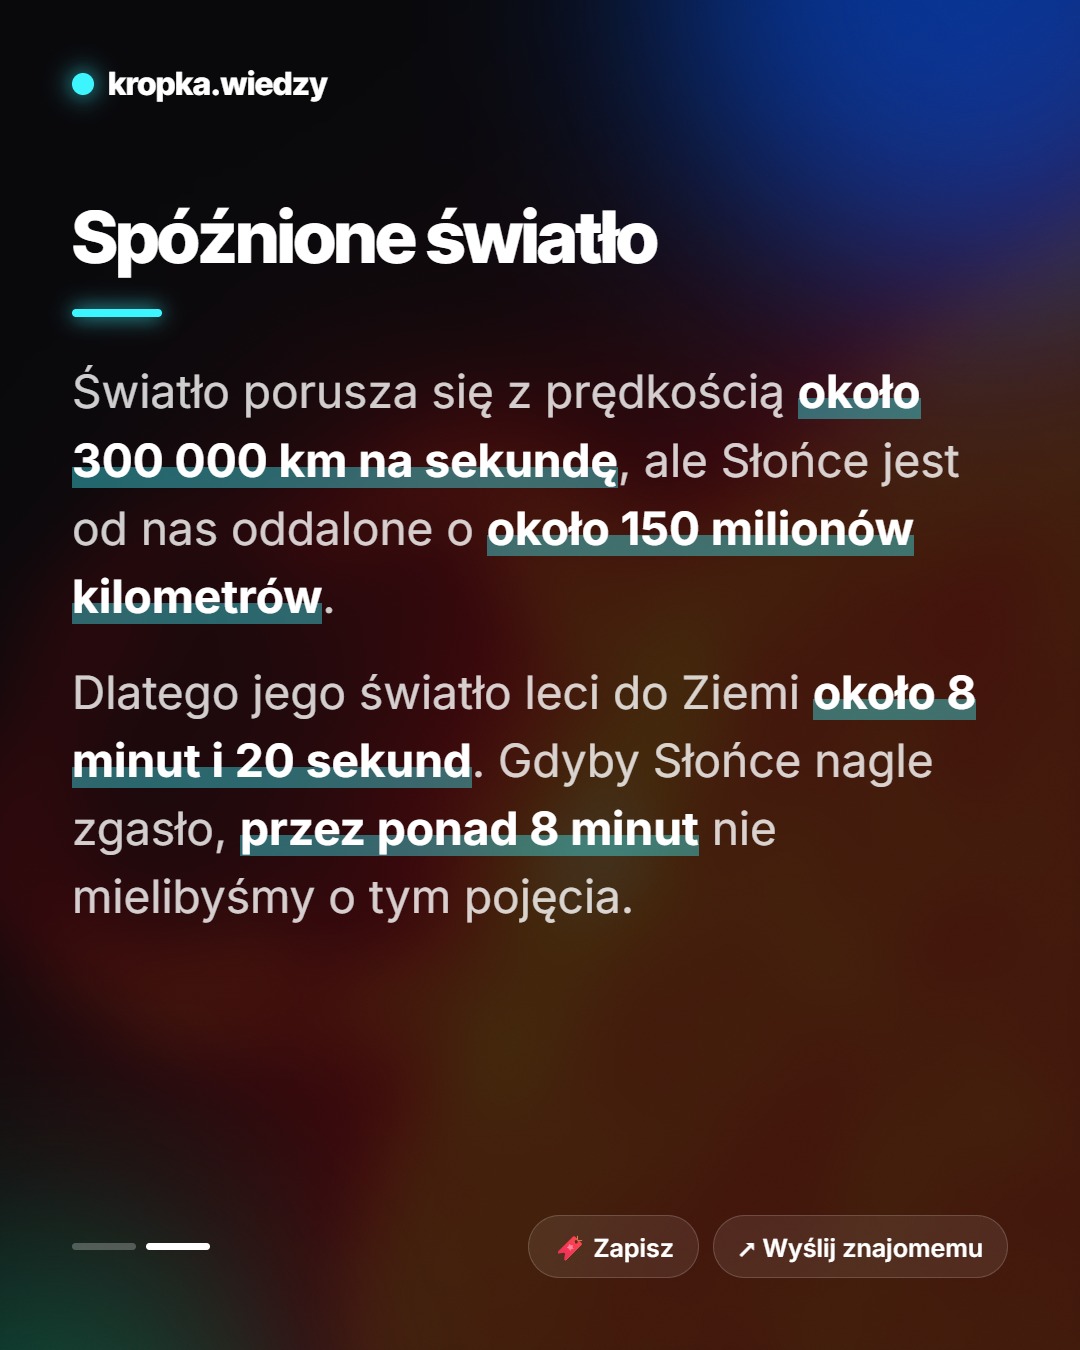 kropka.wiedzy
Spóźnione światło
Światło porusza się z prędkością około
300 000 km na sekundę, ale Słońce jest
od nas oddalone o około 150 milionów
kilometrów.
Dlatego jego światło leci do Ziemi około 8
minut i 20 sekund. Gdyby Słońce nagle
zgasło, przez ponad 8 minut nie
mielibyśmy o tym pojęcia.
Zapisz
↗ Wyślij znajomemu